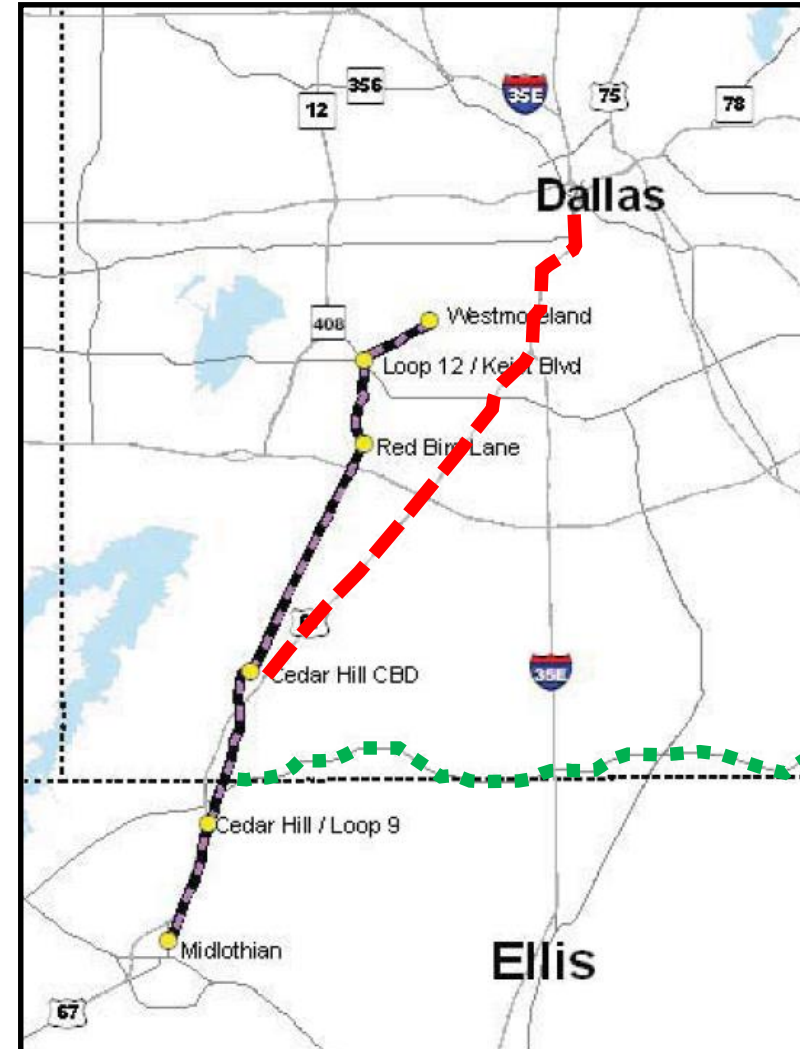 356
12
35E
75
78
Dallas
Westmoreland
408
Loop 12 / Keist Blvd
Red Bird Lane
Cedar Hill CBD
35E
Cedar Hill / Loop 9
Midlothian
Ellis
67